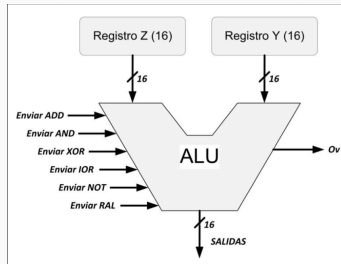 Registro Z (16)
Registro Y (16)
16
16
Enviar ADD
Enviar AND
Enviar XOR
Enviar IOR
Enviar NOT
Enviar RAL
ALU
Ov
16
SALIDAS